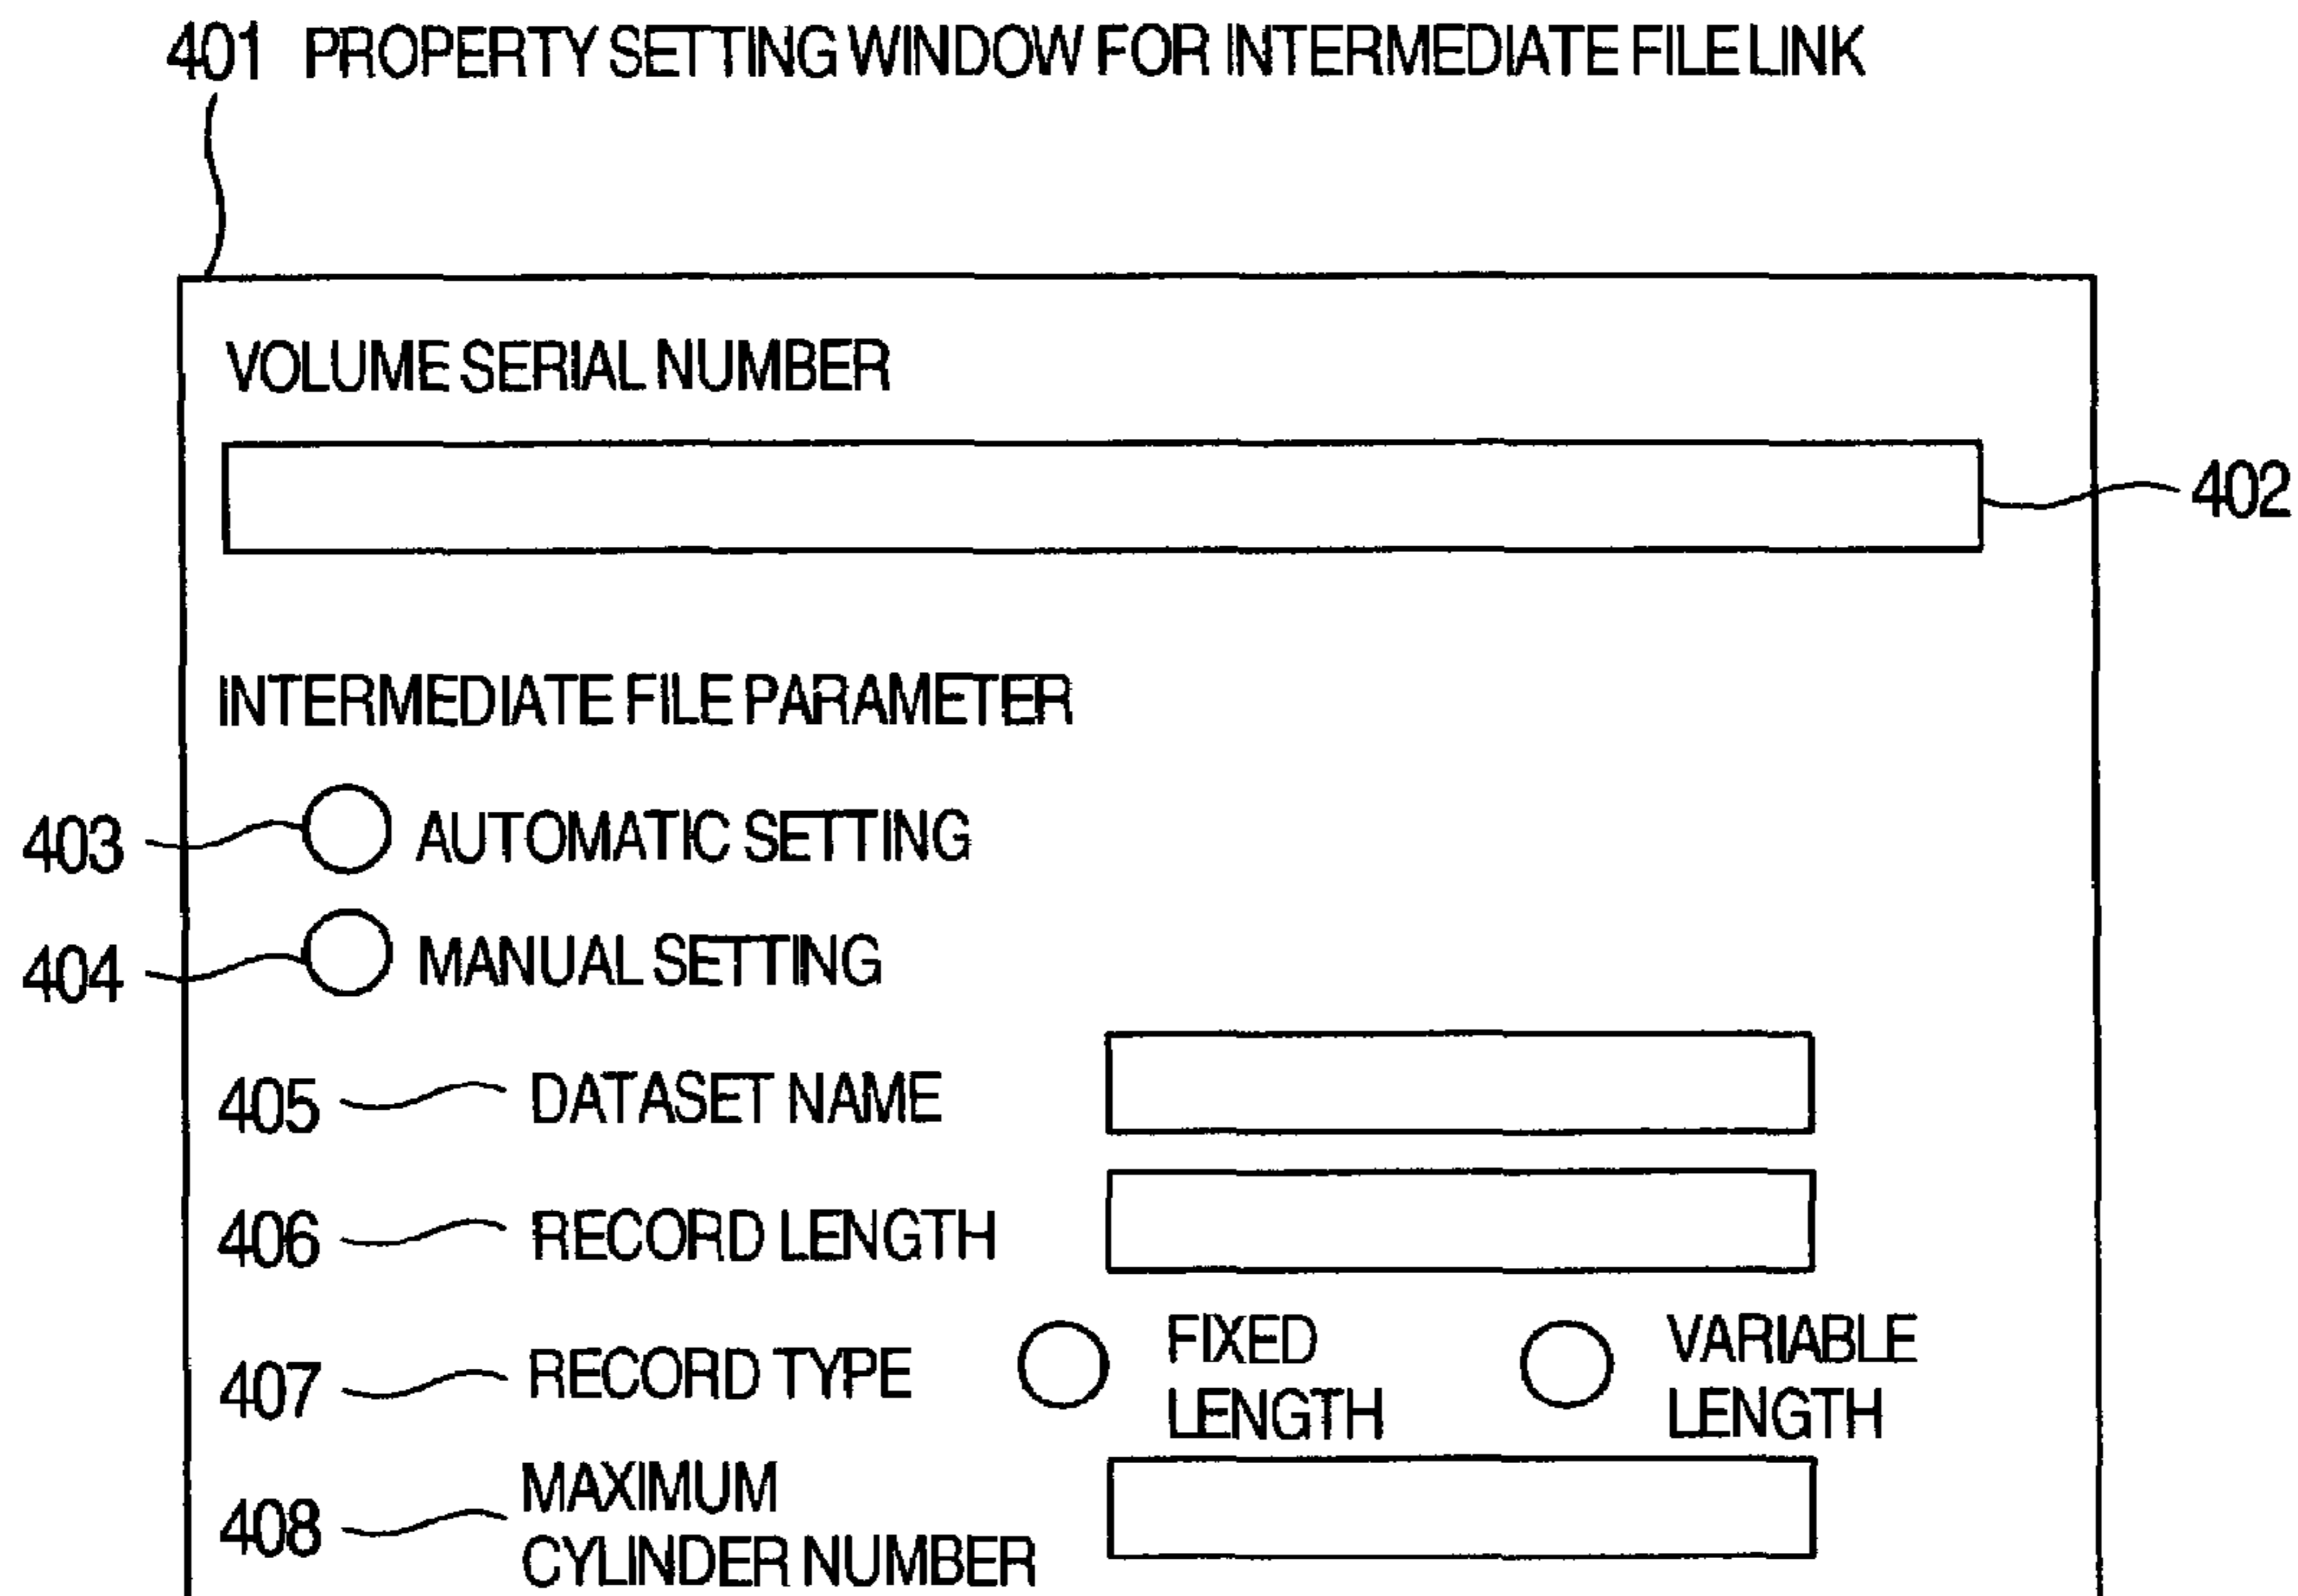 401 PROPERTY SETTING WINDOW FOR INTERMEDIATE FILE LINK
VOLUME SERIAL NUMBER
402
INTERMEDIATE FILE PARAMETER
403 AUTOMATIC SETTING
404 MANUAL SETTING
405 DATASET NAME
406 RECORD LENGTH
407 RECORD TYPE
FIXED
LENGTH
VARIABLE
LENGTH
408
MAXIMUM
CYLINDER NUMBER